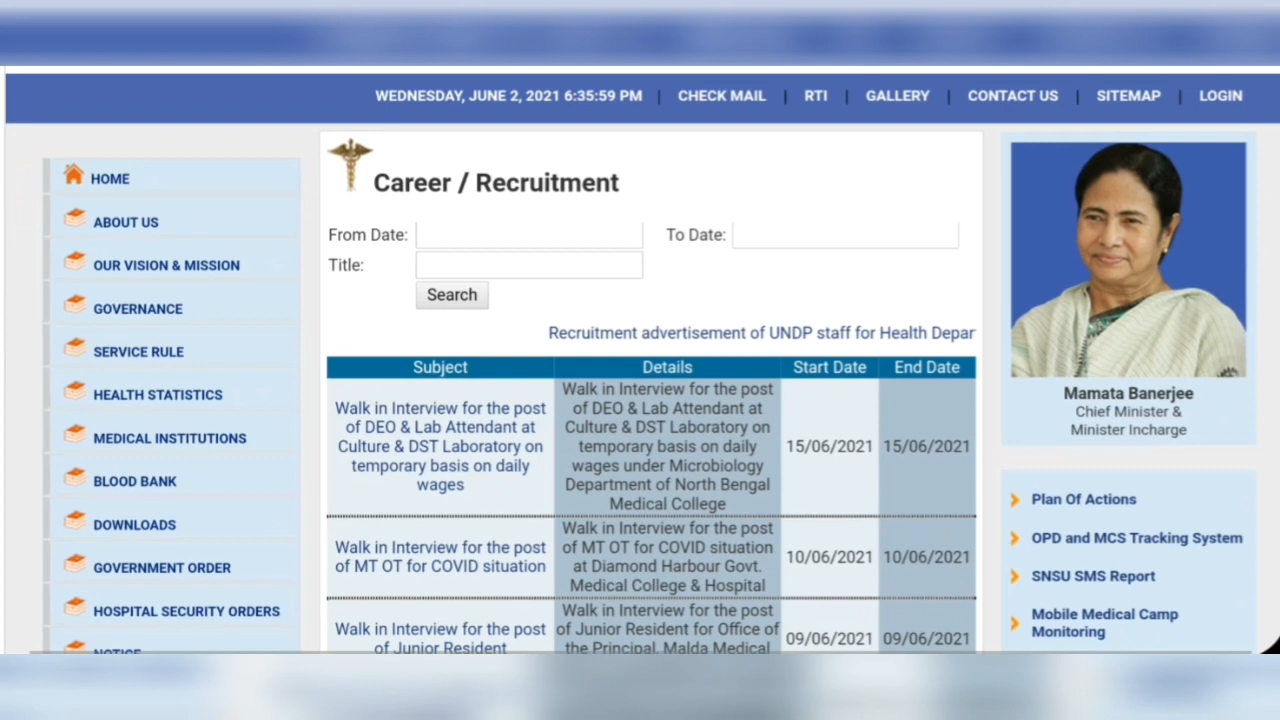 WEDNESDAY, JUNE 2, 2021 6:35:59 PM | CHECK MAIL | RTI | GALLERY | CONTACT US | SITEMAP | LOGIN
HOME
ABOUT US
OUR VISION & MISSION
GOVERNANCE
SERVICE RULE
HEALTH STATISTICS
MEDICAL INSTITUTIONS
BLOOD BANK
DOWNLOADS
GOVERNMENT ORDER
HOSPITAL SECURITY ORDERS
NOTICE
Career / Recruitment
From Date:
To Date:
Title:
Search
Recruitment advertisement of UNDP staff for Health Depar
Subject Details Start Date End Date
Walk in Interview for the post
of DEO & Lab Attendant at
Culture & DST Laboratory on
temporary basis on daily
wages
Walk in Interview for the post
of DEO & Lab Attendant at
Culture & DST Laboratory on
temporary basis on daily
wages under Microbiology
Department of North Bengal
Medical College
15/06/2021 15/06/2021
Walk in Interview for the post
of MT OT for COVID situation
Walk in Interview for the post
of MT OT for COVID situation
at Diamond Harbour Govt.
Medical College & Hospital
10/06/2021 10/06/2021
Walk in Interview for the post
of Junior Resident
Walk in Interview for the post
of Junior Resident for Office of
the Principal, Malda Medical
09/06/2021 09/06/2021
Mamata Banerjee
Chief Minister &
Minister Incharge
Plan Of Actions
OPD and MCS Tracking System
SNSU SMS Report
Mobile Medical Camp
Monitoring